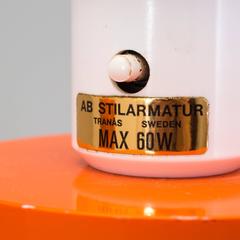 AB STILARMATUR
TRANÅS SWEDEN
MAX 60W